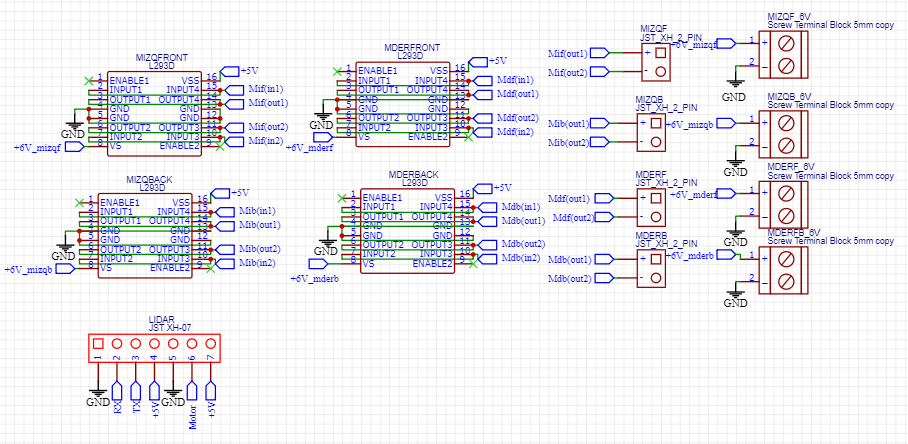 MIZQFRONT
L293D
1 ENABLE1 VSS 16 +5V
2 INPUT1 INPUT4 15 Mif(in1)
3 OUTPUT1 OUTPUT4 14 Mif(out1)
4 GND GND 13
5 GND GND 12
6 OUTPUT2 OUTPUT3 11 Mif(out2)
7 INPUT2 INPUT3 10 Mif(in2)
8 VS ENABLE2 9
GND
+6V_mizqf
MDERFRONT
L293D
1 ENABLE1 VSS 16 +5V
2 INPUT1 INPUT4 15 Mdf(in1)
3 OUTPUT1 OUTPUT4 14 Mdf(out1)
4 GND GND 13
5 GND GND 12
6 OUTPUT2 OUTPUT3 11 Mdf(out2)
7 INPUT2 INPUT3 10 Mdf(in2)
8 VS ENABLE2 9
GND
+6V_mderf
MIZQBACK
L293D
1 ENABLE1 VSS 16 +5V
2 INPUT1 INPUT4 15 Mib(in1)
3 OUTPUT1 OUTPUT4 14 Mib(out1)
4 GND GND 13
5 GND GND 12
6 OUTPUT2 OUTPUT3 11 Mib(out2)
7 INPUT2 INPUT3 10 Mib(in2)
8 VS ENABLE2 9
GND
+6V_mizqb
MDERBACK
L293D
1 ENABLE1 VSS 16 +5V
2 INPUT1 INPUT4 15 Mdb(in1)
3 OUTPUT1 OUTPUT4 14 Mdb(out1)
4 GND GND 13
5 GND GND 12
6 OUTPUT2 OUTPUT3 11 Mdb(out2)
7 INPUT2 INPUT3 10 Mdb(in2)
8 VS ENABLE2 9
GND
+6V_mderb
MIZQF
JST_XH_2_PIN
Mif(out1) +
Mif(out2) -
MIZQF_6V
Screw Terminal Block 5mm copy
+6V_mizqf 1 +
2 -
GND
MIZQB
JST_XH_2_PIN
Mib(out1) +
Mib(out2) -
MIZQB_6V
Screw Terminal Block 5mm copy
+6V_mizqb 1 +
2 -
GND
MDERF
JST_XH_2_PIN
Mdf(out1) +
Mdf(out2) -
MDERF_6V
Screw Terminal Block 5mm copy
+6V_mderf 1 +
2 -
GND
MDERB
JST_XH_2_PIN
Mdb(out1) +
Mdb(out2) -
MDERFB_6V
Screw Terminal Block 5mm copy
+6V_mderb 1 +
2 -
GND
LIDAR
JST XH-07
1 2 3 4 5 6 7
GND RX TX +5V GND Motor +5V